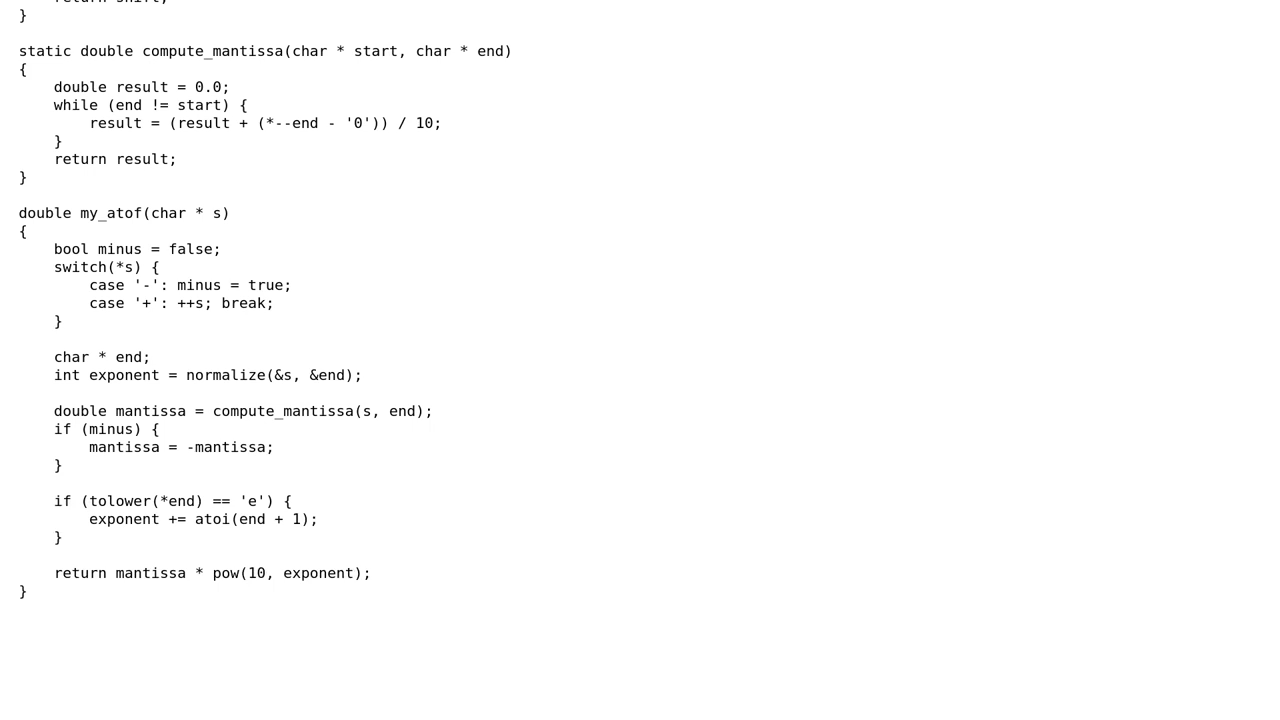 }

static double compute_mantissa(char * start, char * end)
{
    double result = 0.0;
    while (end != start) {
        result = (result + (*--end - '0')) / 10;
    }
    return result;
}

double my_atof(char * s)
{
    bool minus = false;
    switch(*s) {
        case '-': minus = true;
        case '+': ++s; break;
    }

    char * end;
    int exponent = normalize(&s, &end);

    double mantissa = compute_mantissa(s, end);
    if (minus) {
        mantissa = -mantissa;
    }

    if (tolower(*end) == 'e') {
        exponent += atoi(end + 1);
    }

    return mantissa * pow(10, exponent);
}